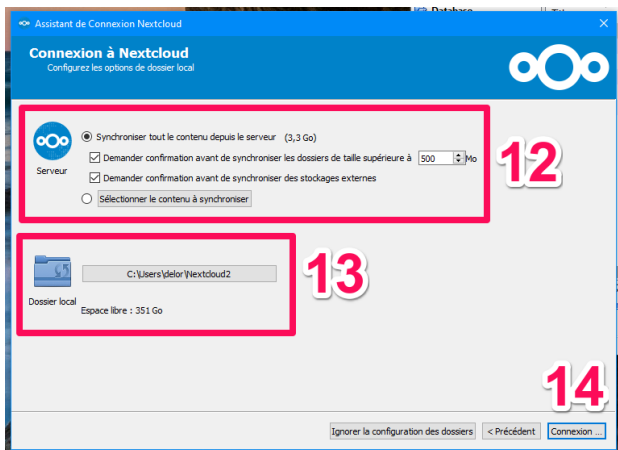 Database
Assistant de Connexion Nextcloud
Connexion à Nextcloud
Configurez les options de dossier local
Synchroniser tout le contenu depuis le serveur (3,3 Go)
Demander confirmation avant de synchroniser les dossiers de taille supérieure à 500 Mo
Serveur
Demander confirmation avant de synchroniser des stockages externes
Sélectionner le contenu à synchroniser
12
C:\Users\delor\Nextcloud2
13
Dossier local
Espace libre : 351 Go
14
Ignorer la configuration des dossiers < Précédent Connexion ...